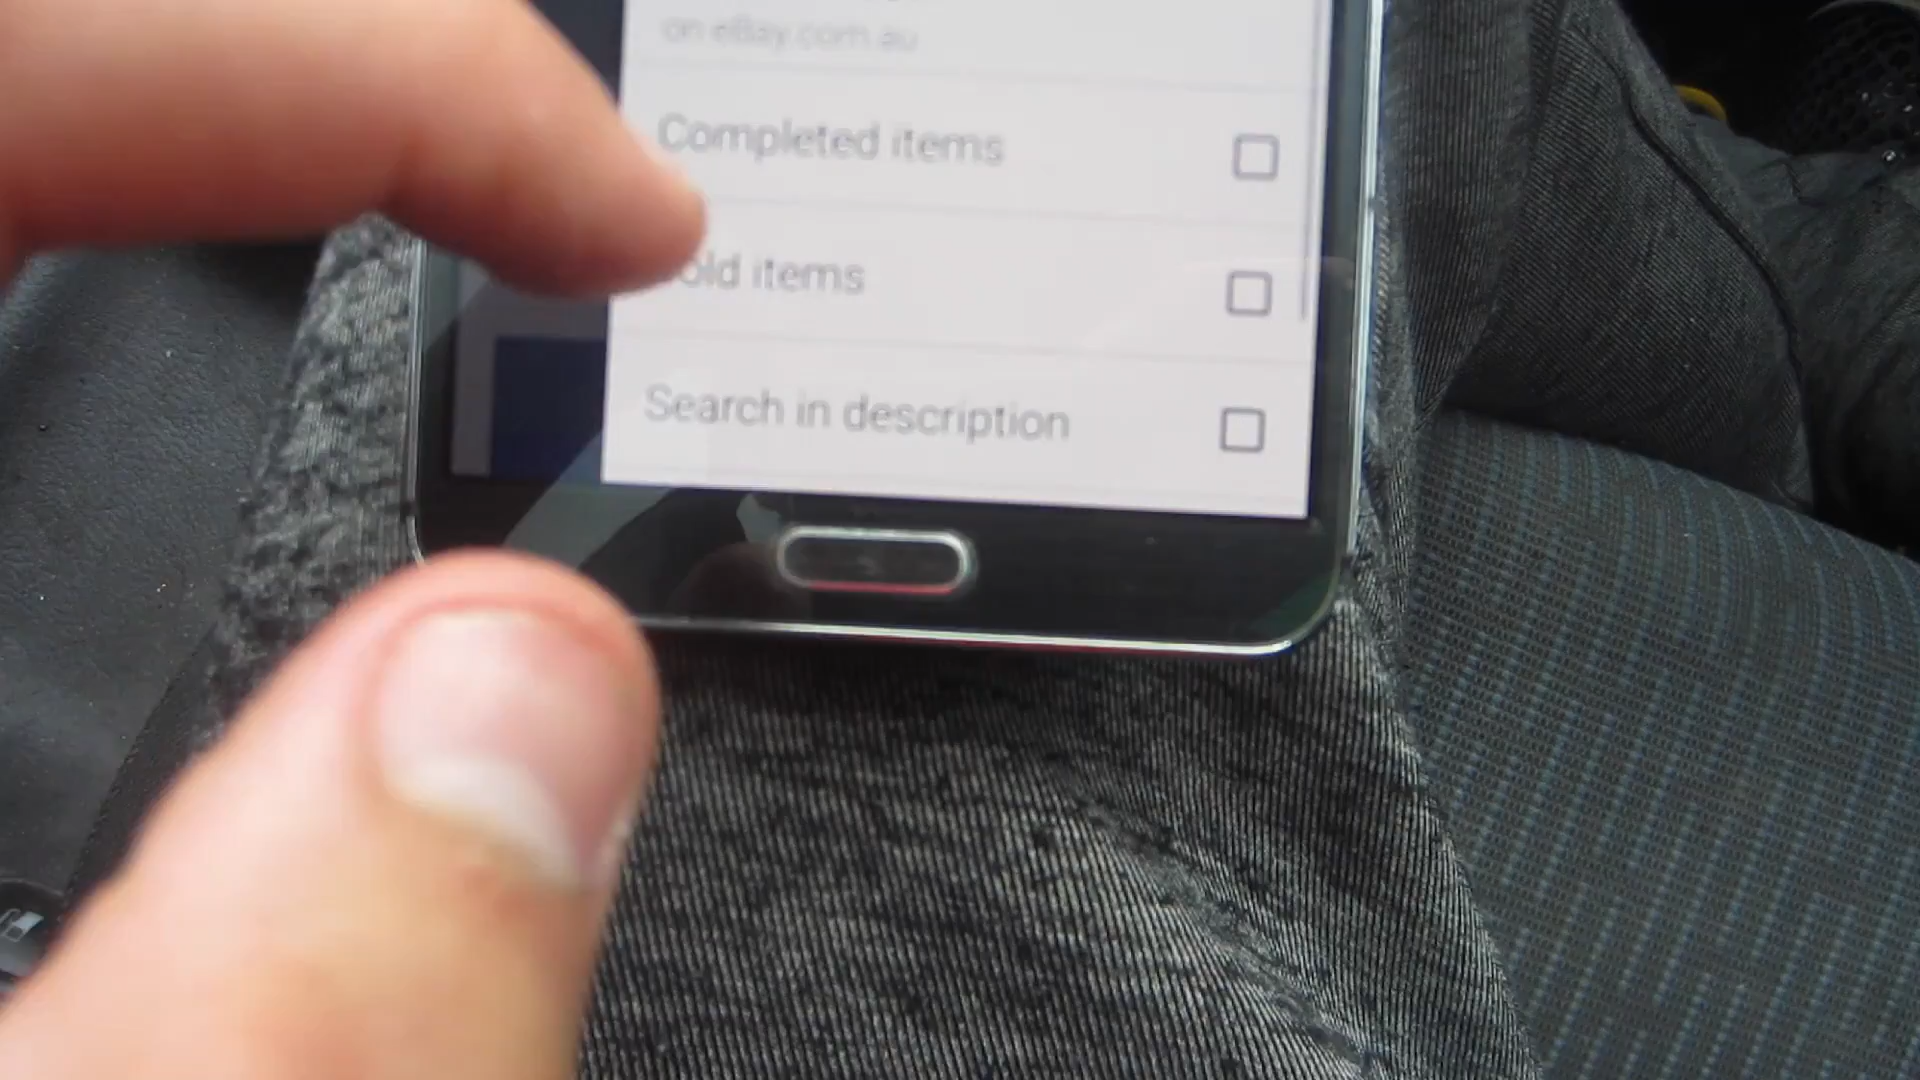 on eBay.com.au
Completed items
old items
Search in description